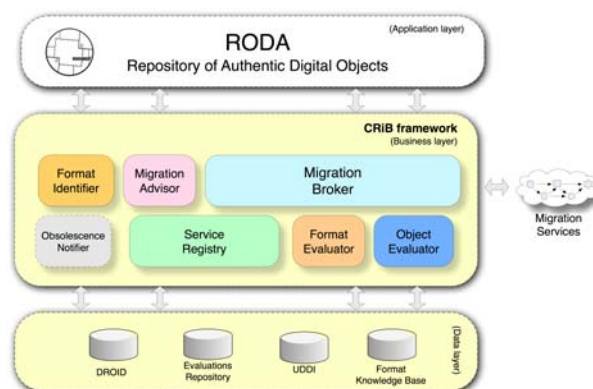 RODA
(Application layer)
Repository of Authentic Digital Objects
CRiB framework
(Business layer)
Format
Identifier
Migration
Advisor
Migration
Broker
Obsolescence
Notifier
Service
Registry
Format
Evaluator
Object
Evaluator
Migration
Services
DROID
Evaluations
Repository
UDDI
Format
Knowledge Base
(Data layer)